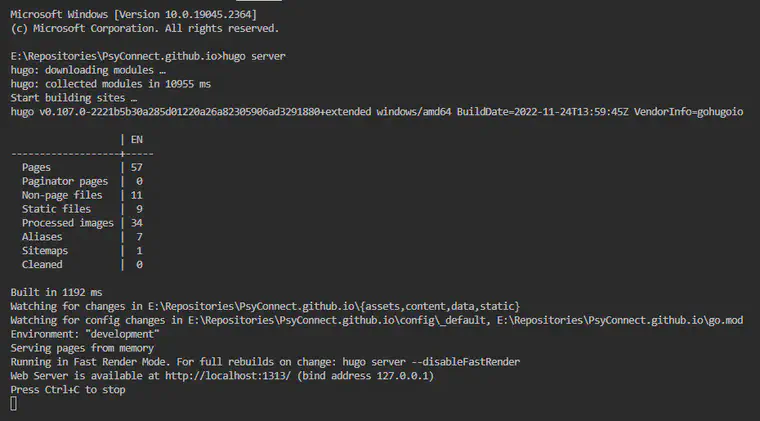 Microsoft Windows [Version 10.0.19045.2364]
(c) Microsoft Corporation. All rights reserved.
E:\Repositories\PsyConnect.github.io>hugo server
hugo: downloading modules …
hugo: collected modules in 10955 ms
Start building sites …
hugo v0.107.0-2221b5b30a285d01220a26a82305906ad3291880+extended windows/amd64 BuildDate=2022-11-24T13:59:45Z VendorInfo=gohugoio
| EN
-------------------+-----
Pages | 57
Paginator pages | 0
Non-page files | 11
Static files | 9
Processed images | 34
Aliases | 7
Sitemaps | 1
Cleaned | 0
Built in 1192 ms
Watching for changes in E:\Repositories\PsyConnect.github.io\{assets,content,data,static}
Watching for config changes in E:\Repositories\PsyConnect.github.io\config\_default, E:\Repositories\PsyConnect.github.io\go.mod
Environment: "development"
Serving pages from memory
Running in Fast Render Mode. For full rebuilds on change: hugo server --disableFastRender
Web Server is available at http://localhost:1313/ (bind address 127.0.0.1)
Press Ctrl+C to stop